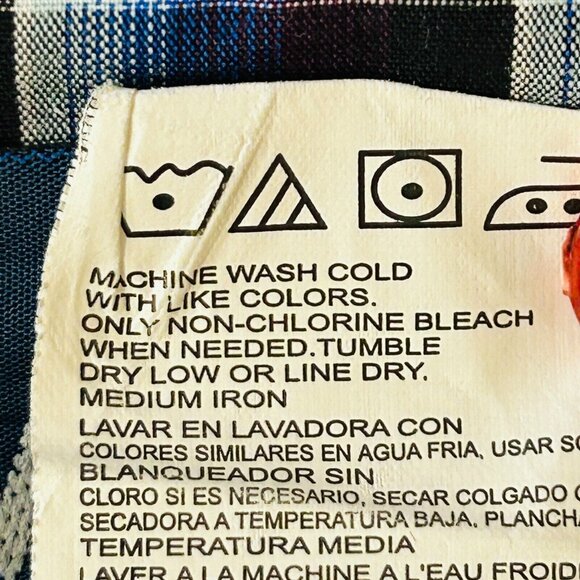 MACHINE WASH COLD
WITH LIKE COLORS.
ONLY NON-CHLORINE BLEACH
WHEN NEEDED.TUMBLE
DRY LOW OR LINE DRY.
MEDIUM IRON
LAVAR EN LAVADORA CON
COLORES SIMILARES EN AGUA FRIA, USAR
BLANQUEADOR SIN
CLORO SI ES NECESARIO, SECAR COLGADO
SECADORA A TEMPERATURA BAJA, PLANCHA
TEMPERATURA MEDIA
LAVER A LA MACHINE A L'EAU FROIDE